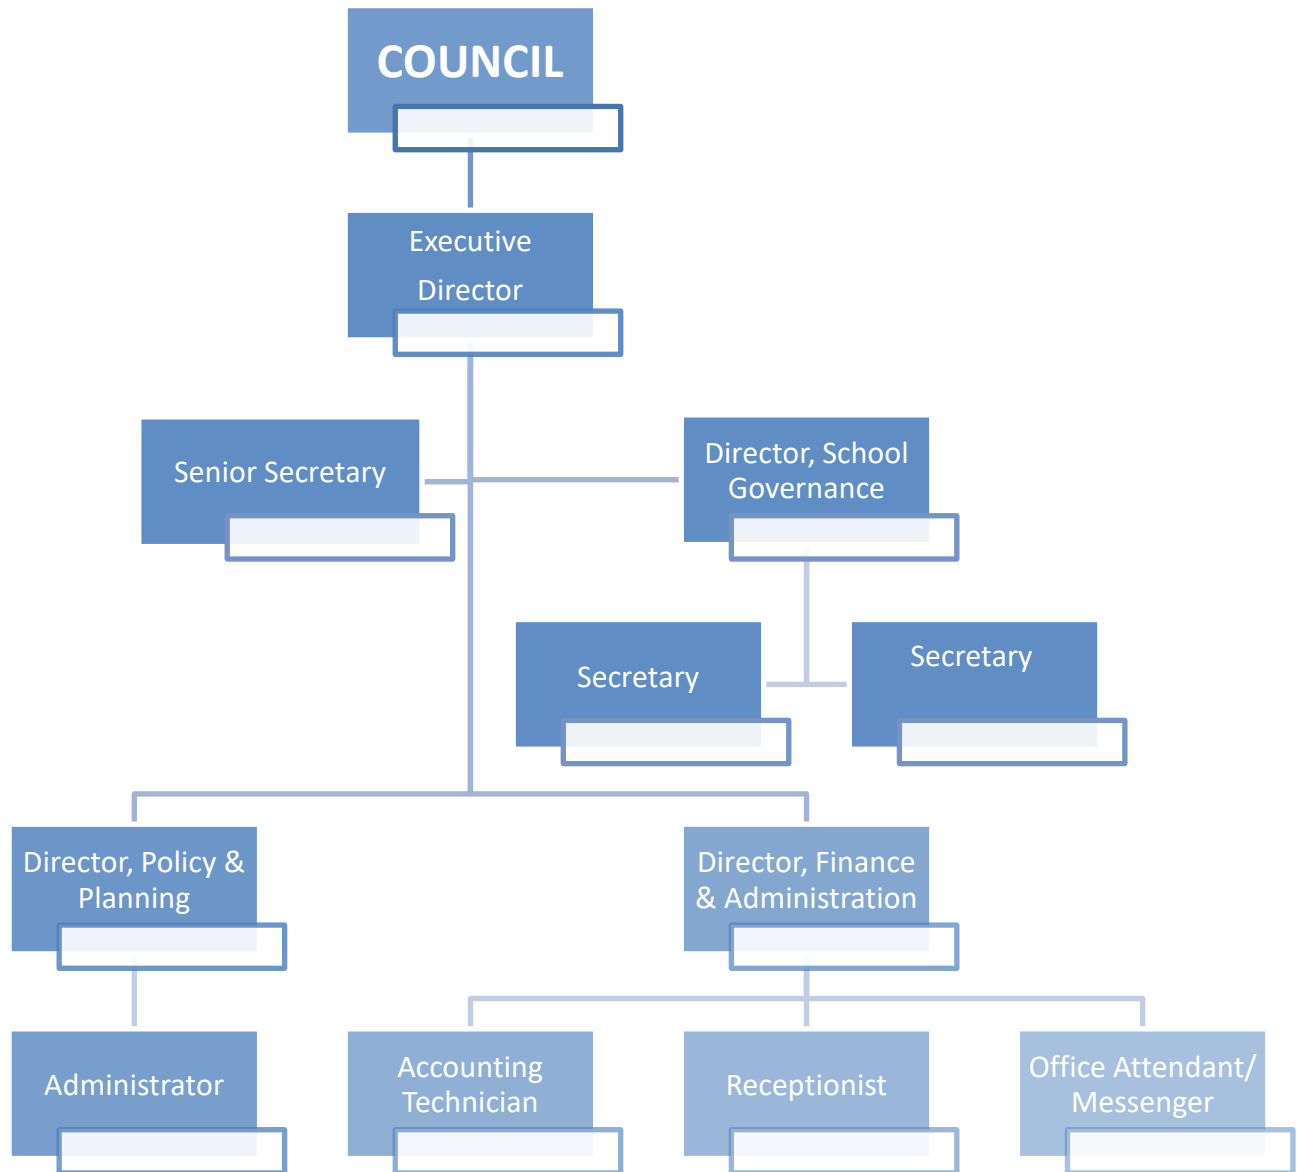 COUNCIL
Executive
Director
Senior Secretary
Director, School
Governance
Secretary
Secretary
Director, Policy &
Planning
Director, Finance
& Administration
Administrator
Accounting
Technician
Receptionist
Office Attendant/
Messenger